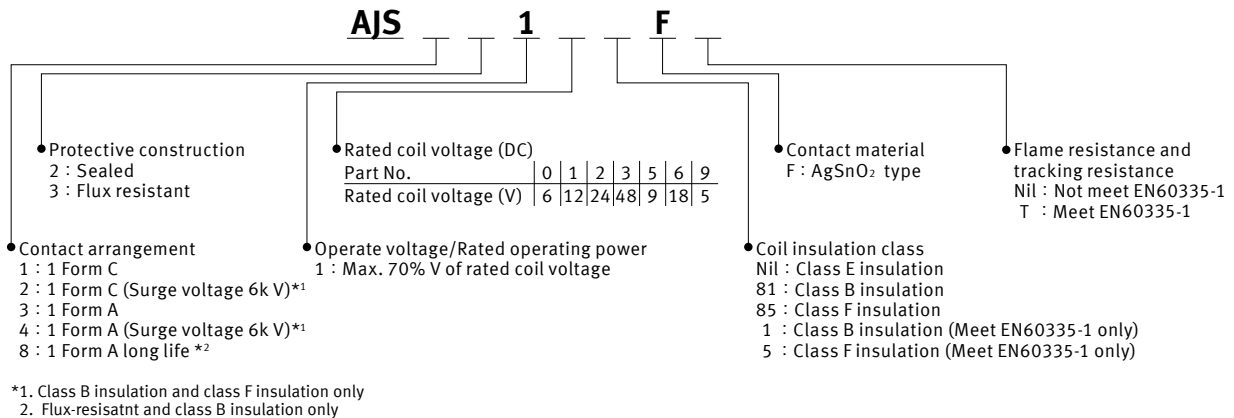 AJS 1 F
Protective construction
2 : Sealed
3 : Flux resistant
Rated coil voltage (DC)
Part No. 0 1 2 3 5 6 9
Rated coil voltage (V) 6 12 24 48 9 18 5
Contact material
F : AgSnO₂ type
Flame resistance and
tracking resistance
Nil : Not meet EN60335-1
T : Meet EN60335-1
Contact arrangement
1 : 1 Form C
2 : 1 Form C (Surge voltage 6k V)*¹
3 : 1 Form A
4 : 1 Form A (Surge voltage 6k V)*¹
8 : 1 Form A long life *²
Operate voltage/Rated operating power
1 : Max. 70% V of rated coil voltage
Coil insulation class
Nil : Class E insulation
81 : Class B insulation
85 : Class F insulation
1 : Class B insulation (Meet EN60335-1 only)
5 : Class F insulation (Meet EN60335-1 only)
*1. Class B insulation and class F insulation only
2. Flux-resisatnt and class B insulation only